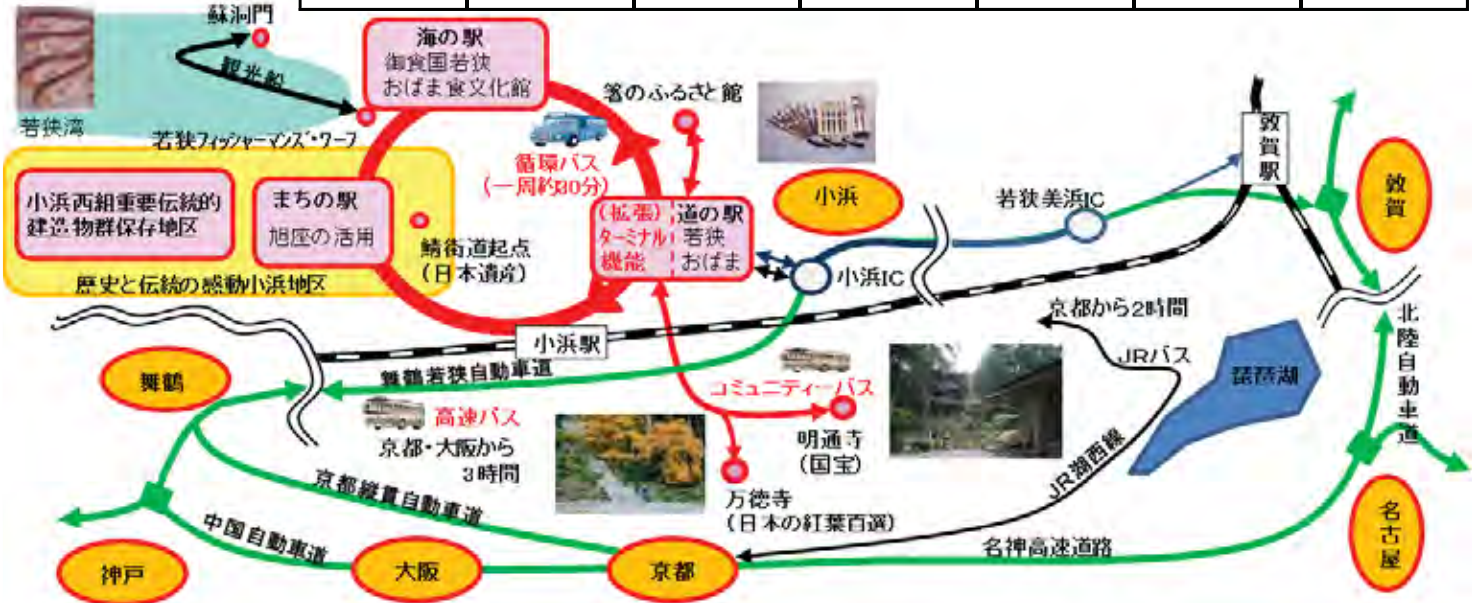 蘇洞門
観光船
若狭湾
若狭フィッシャーマンズ・ワーフ
海の駅
御食国若狭
おばま食文化館
箸のふるさと館
循環バス
(一周約30分)
小浜西組重要伝統的
建造物群保存地区
まちの駅
旭座の活用
鯖街道起点
(日本遺産)
歴史と伝統の感動小浜地区
(拡張)
ターミナル
機能
道の駅
若狭
おばま
小浜
小浜IC
若狭美浜IC
敦賀駅
敦賀
小浜駅
舞鶴若狭自動車道
舞鶴
高速バス
京都・大阪から
3時間
コミュニティーバス
明通寺
(国宝)
万徳寺
(日本の紅葉百選)
京都から2時間
JRバス
JR湖西線
琵琶湖
北陸自動車道
京都縦貫自動車道
中国自動車道
名神高速道路
神戸
大阪
京都
名古屋